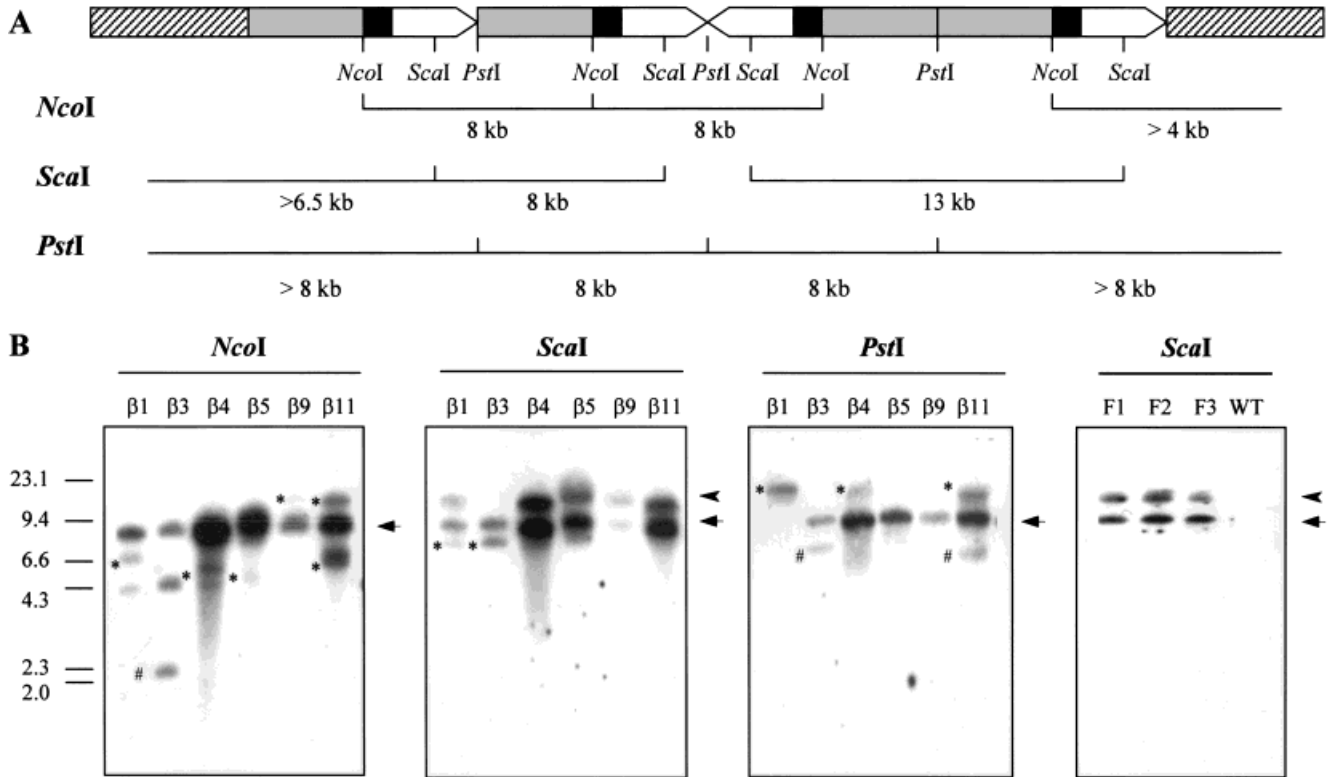 A
NcoI ScaI PstI NcoI ScaI PstI ScaI NcoI PstI NcoI ScaI
NcoI
8 kb 8 kb > 4 kb
ScaI
>6.5 kb 8 kb 13 kb
PstI
> 8 kb 8 kb 8 kb > 8 kb
B NcoI ScaI PstI ScaI
β1 β3 β4 β5 β9 β11 β1 β3 β4 β5 β9 β11 β1 β3 β4 β5 β9 β11 F1 F2 F3 WT
23.1
* * * * *
9.4
6.6
* * * * * *
# #
4.3
2.3
#
2.0